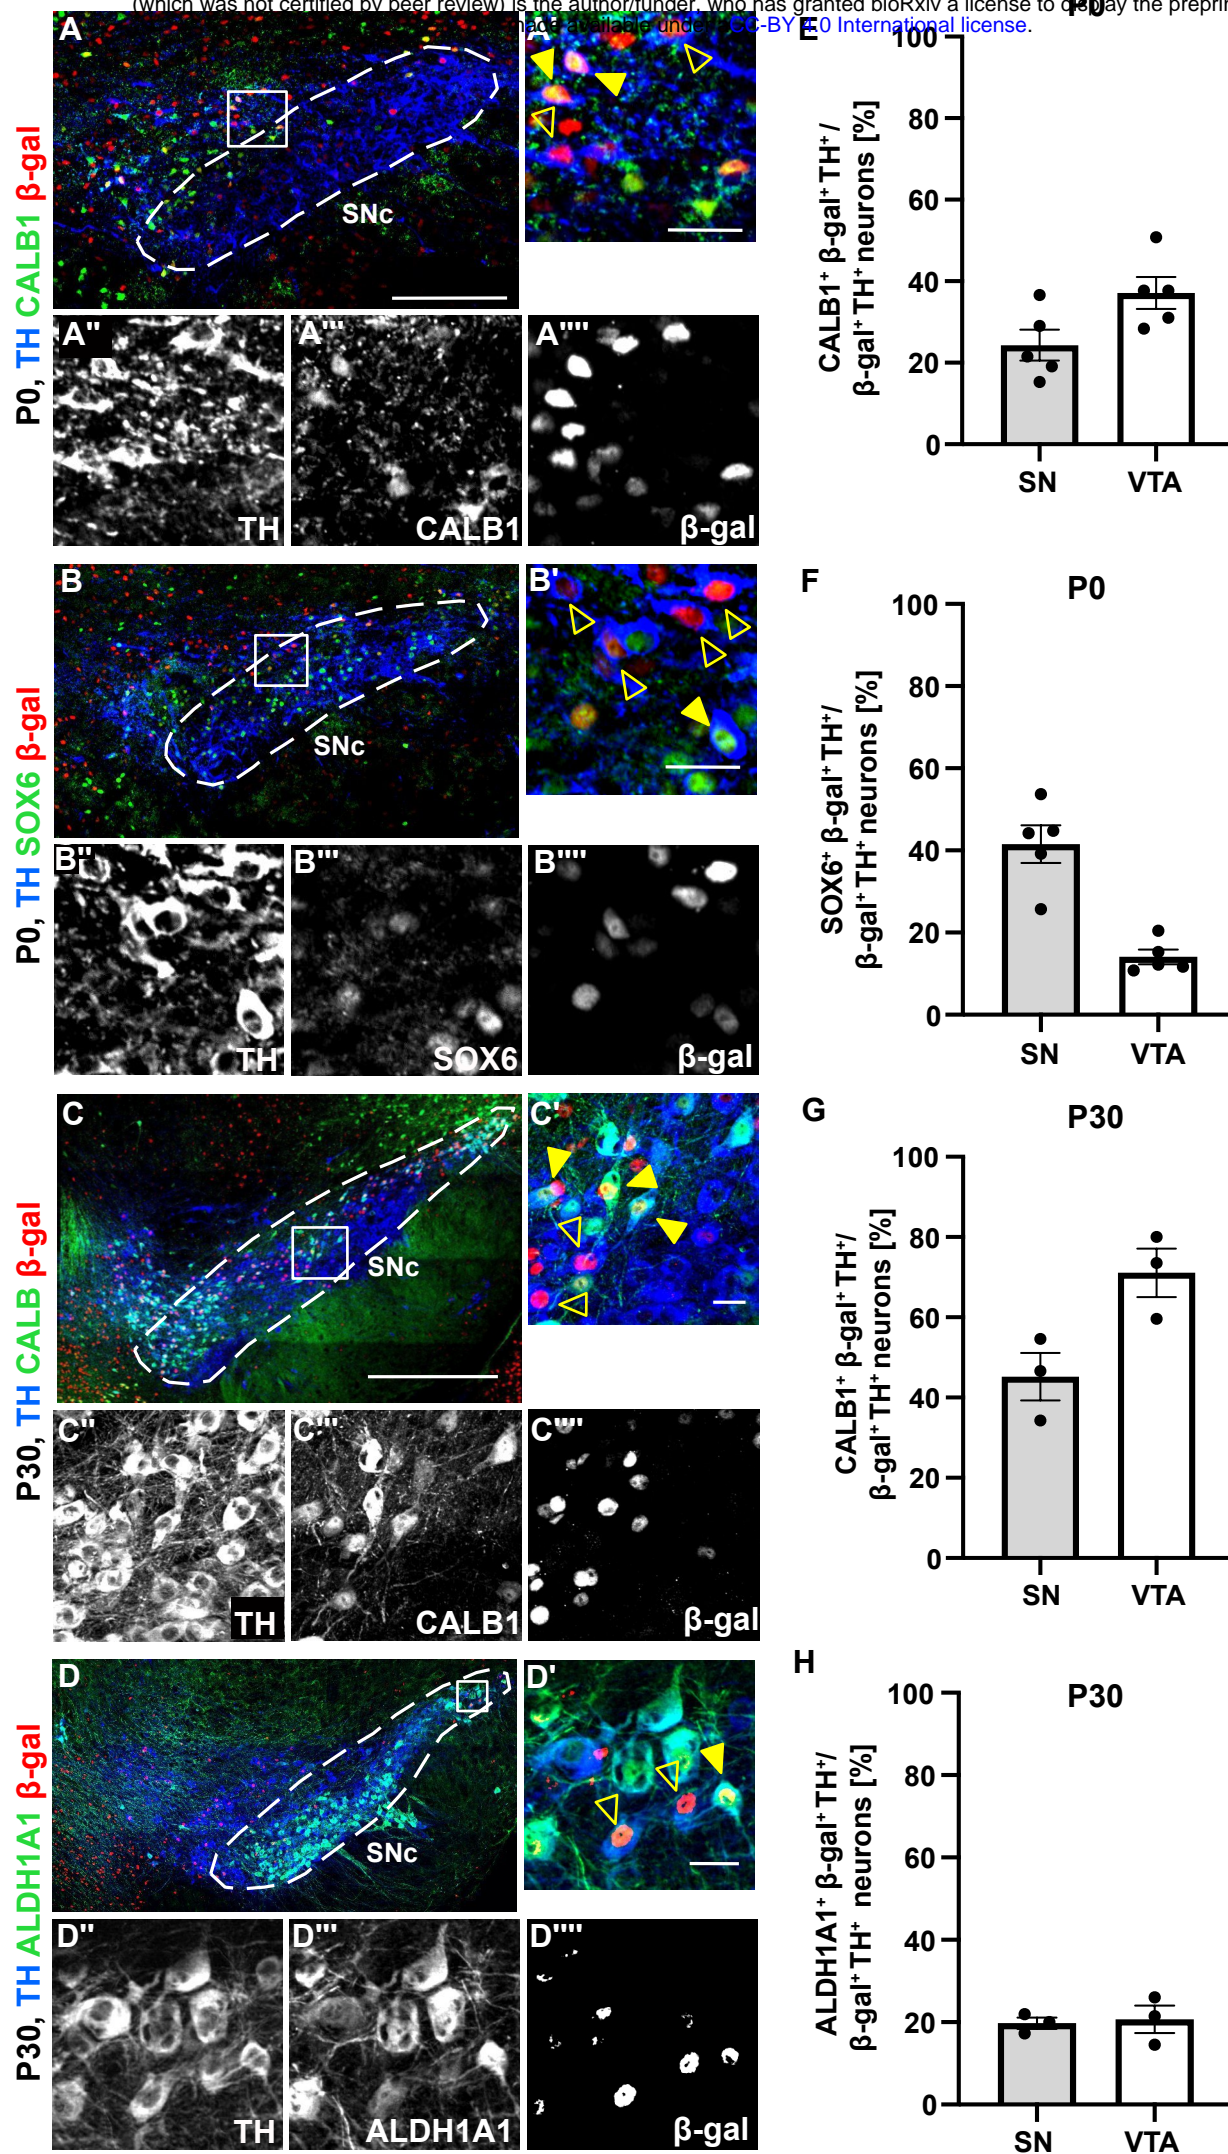 (which was not certified by peer review) is the author/funder, who has granted bioRxiv a license to display the preprin
made available under CC-BY 4.0 International license.
P0, TH CALB1 β-gal
A
SNc
A'
A''
TH
A'''
CALB1
A''''
β-gal
E
P0
CALB1⁺ β-gal⁺ TH⁺/
β-gal⁺ TH⁺ neurons [%]
100
80
60
40
20
0
SN
VTA
P0, TH SOX6 β-gal
B
SNc
B'
B''
TH
B'''
SOX6
B''''
β-gal
F
P0
SOX6⁺ β-gal⁺ TH⁺/
β-gal⁺ TH⁺ neurons [%]
100
80
60
40
20
0
SN
VTA
P30, TH CALB β-gal
C
SNc
C'
C''
TH
C'''
CALB1
C''''
β-gal
G
P30
CALB1⁺ β-gal⁺ TH⁺/
β-gal⁺ TH⁺ neurons [%]
100
80
60
40
20
0
SN
VTA
P30, TH ALDH1A1 β-gal
D
SNc
D'
D''
TH
D'''
ALDH1A1
D''''
β-gal
H
P30
ALDH1A1⁺ β-gal⁺ TH⁺/
β-gal⁺ TH⁺ neurons [%]
100
80
60
40
20
0
SN
VTA